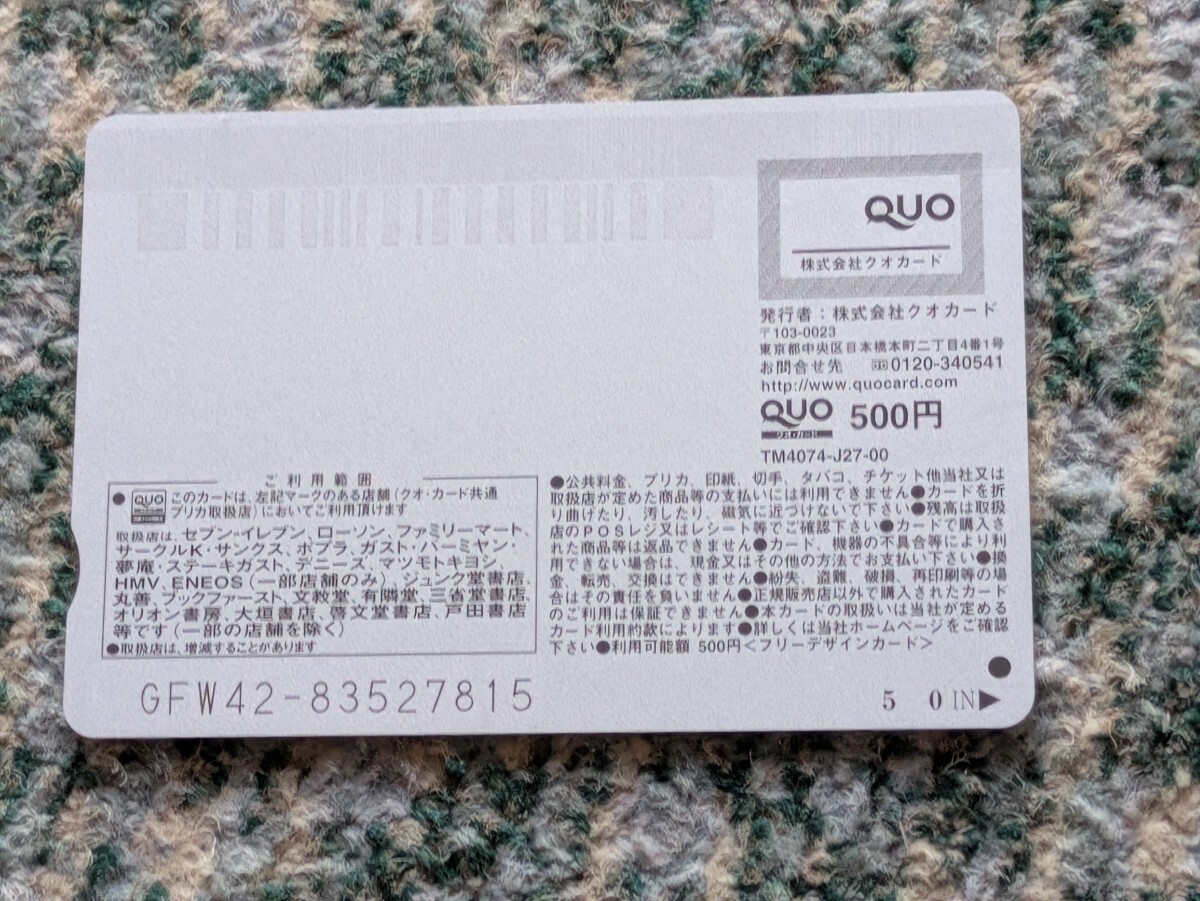 QUO
株式会社クオカード
発行者：株式会社クオカード
〒103-0023
東京都中央区日本橋本町二丁目4番1号
お問合せ先 0120-340541
http://www.quocard.com
QUO 500円
クオ・カード
TM4074-J27-00
ご利用範囲
●QUO このカードは、左記マークのある店舗（クオ・カード共通
プリカ取扱店）においてご利用頂けます
取扱店は、セブン-イレブン、ローソン、ファミリーマート、
サークルK・サンクス、ポプラ、ガスト・バーミヤン・
夢庵・ステーキガスト、デニーズ、マツモトキヨシ、
HMV、ENEOS（一部店舗のみ）、ジュンク堂書店、
丸善、ブックファースト、文教堂、有隣堂、三省堂書店、
オリオン書房、大垣書店、啓文堂書店、戸田書店
等です（一部の店舗を除く）
●取扱店は、増減することがあります
●公共料金、プリカ、印紙、切手、タバコ、チケット他当社又は
取扱店が定めた商品等の支払いには利用できません●カードを折
り曲げたり、汚したり、磁気に近づけないで下さい●残高は取扱
店のPOSレジ又はレシート等でご確認下さい●カードで購入さ
れた商品等は返品できません●カード、機器の不具合等により利
用できない場合は、現金又はその他の方法でお支払い下さい●換
金、転売、交換はできません●紛失、盗難、破損、再印刷等の場
合はその責任を負いません●正規販売店以外で購入されたカード
のご利用は保証できません●本カードの取扱いは当社が定める
カード利用約款によります●詳しくは当社ホームページをご確認
下さい●利用可能額 500円＜フリーデザインカード＞
GFW42-83527815
5 0 IN▶